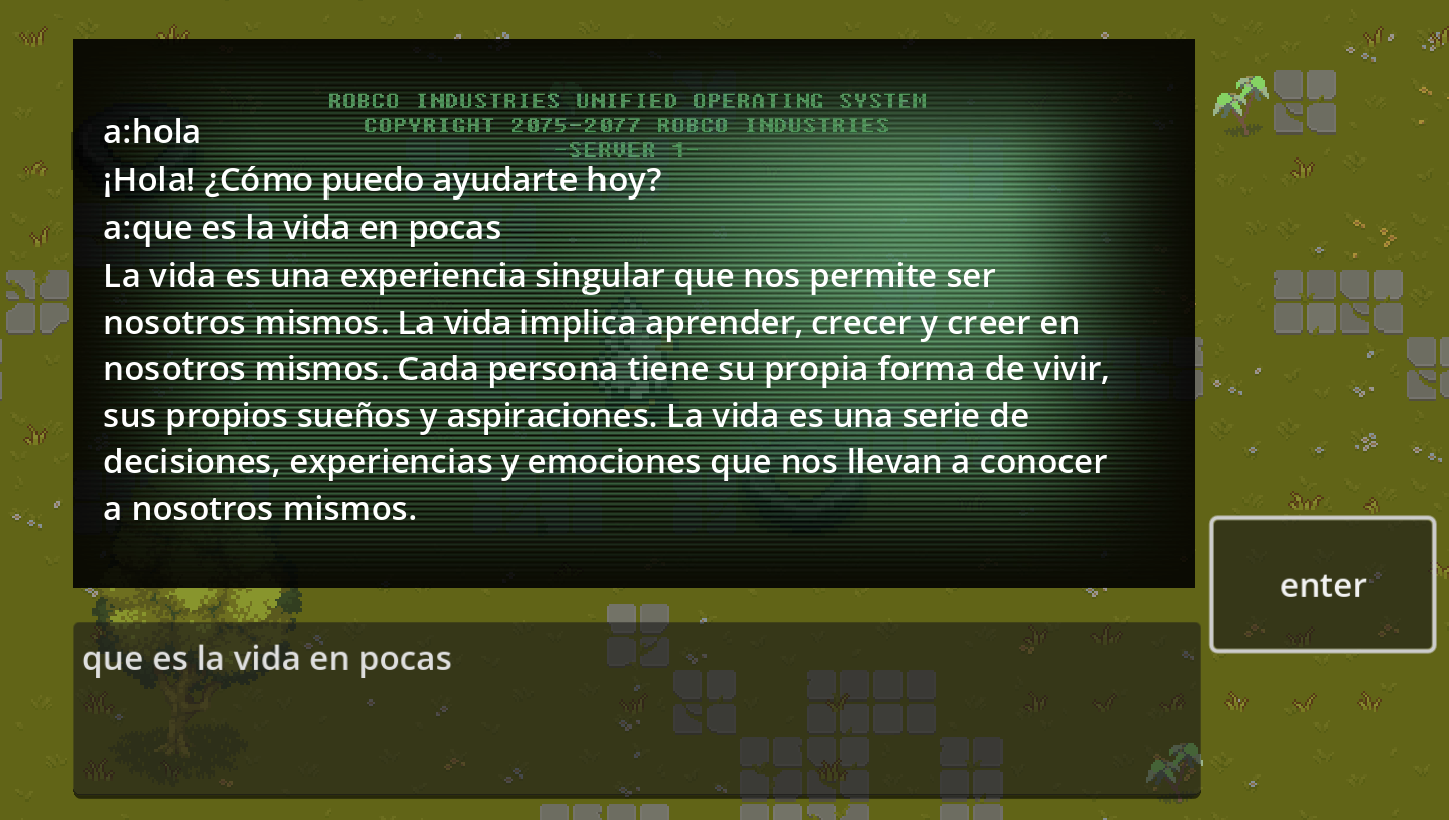 ROBCO INDUSTRIES UNIFIED OPERATING SYSTEM
COPYRIGHT 2075-2077 ROBCO INDUSTRIES
-SERVER 1-
a:hola
¡Hola! ¿Cómo puedo ayudarte hoy?
a:que es la vida en pocas
La vida es una experiencia singular que nos permite ser
nosotros mismos. La vida implica aprender, crecer y creer en
nosotros mismos. Cada persona tiene su propia forma de vivir,
sus propios sueños y aspiraciones. La vida es una serie de
decisiones, experiencias y emociones que nos llevan a conocer
a nosotros mismos.
enter
que es la vida en pocas